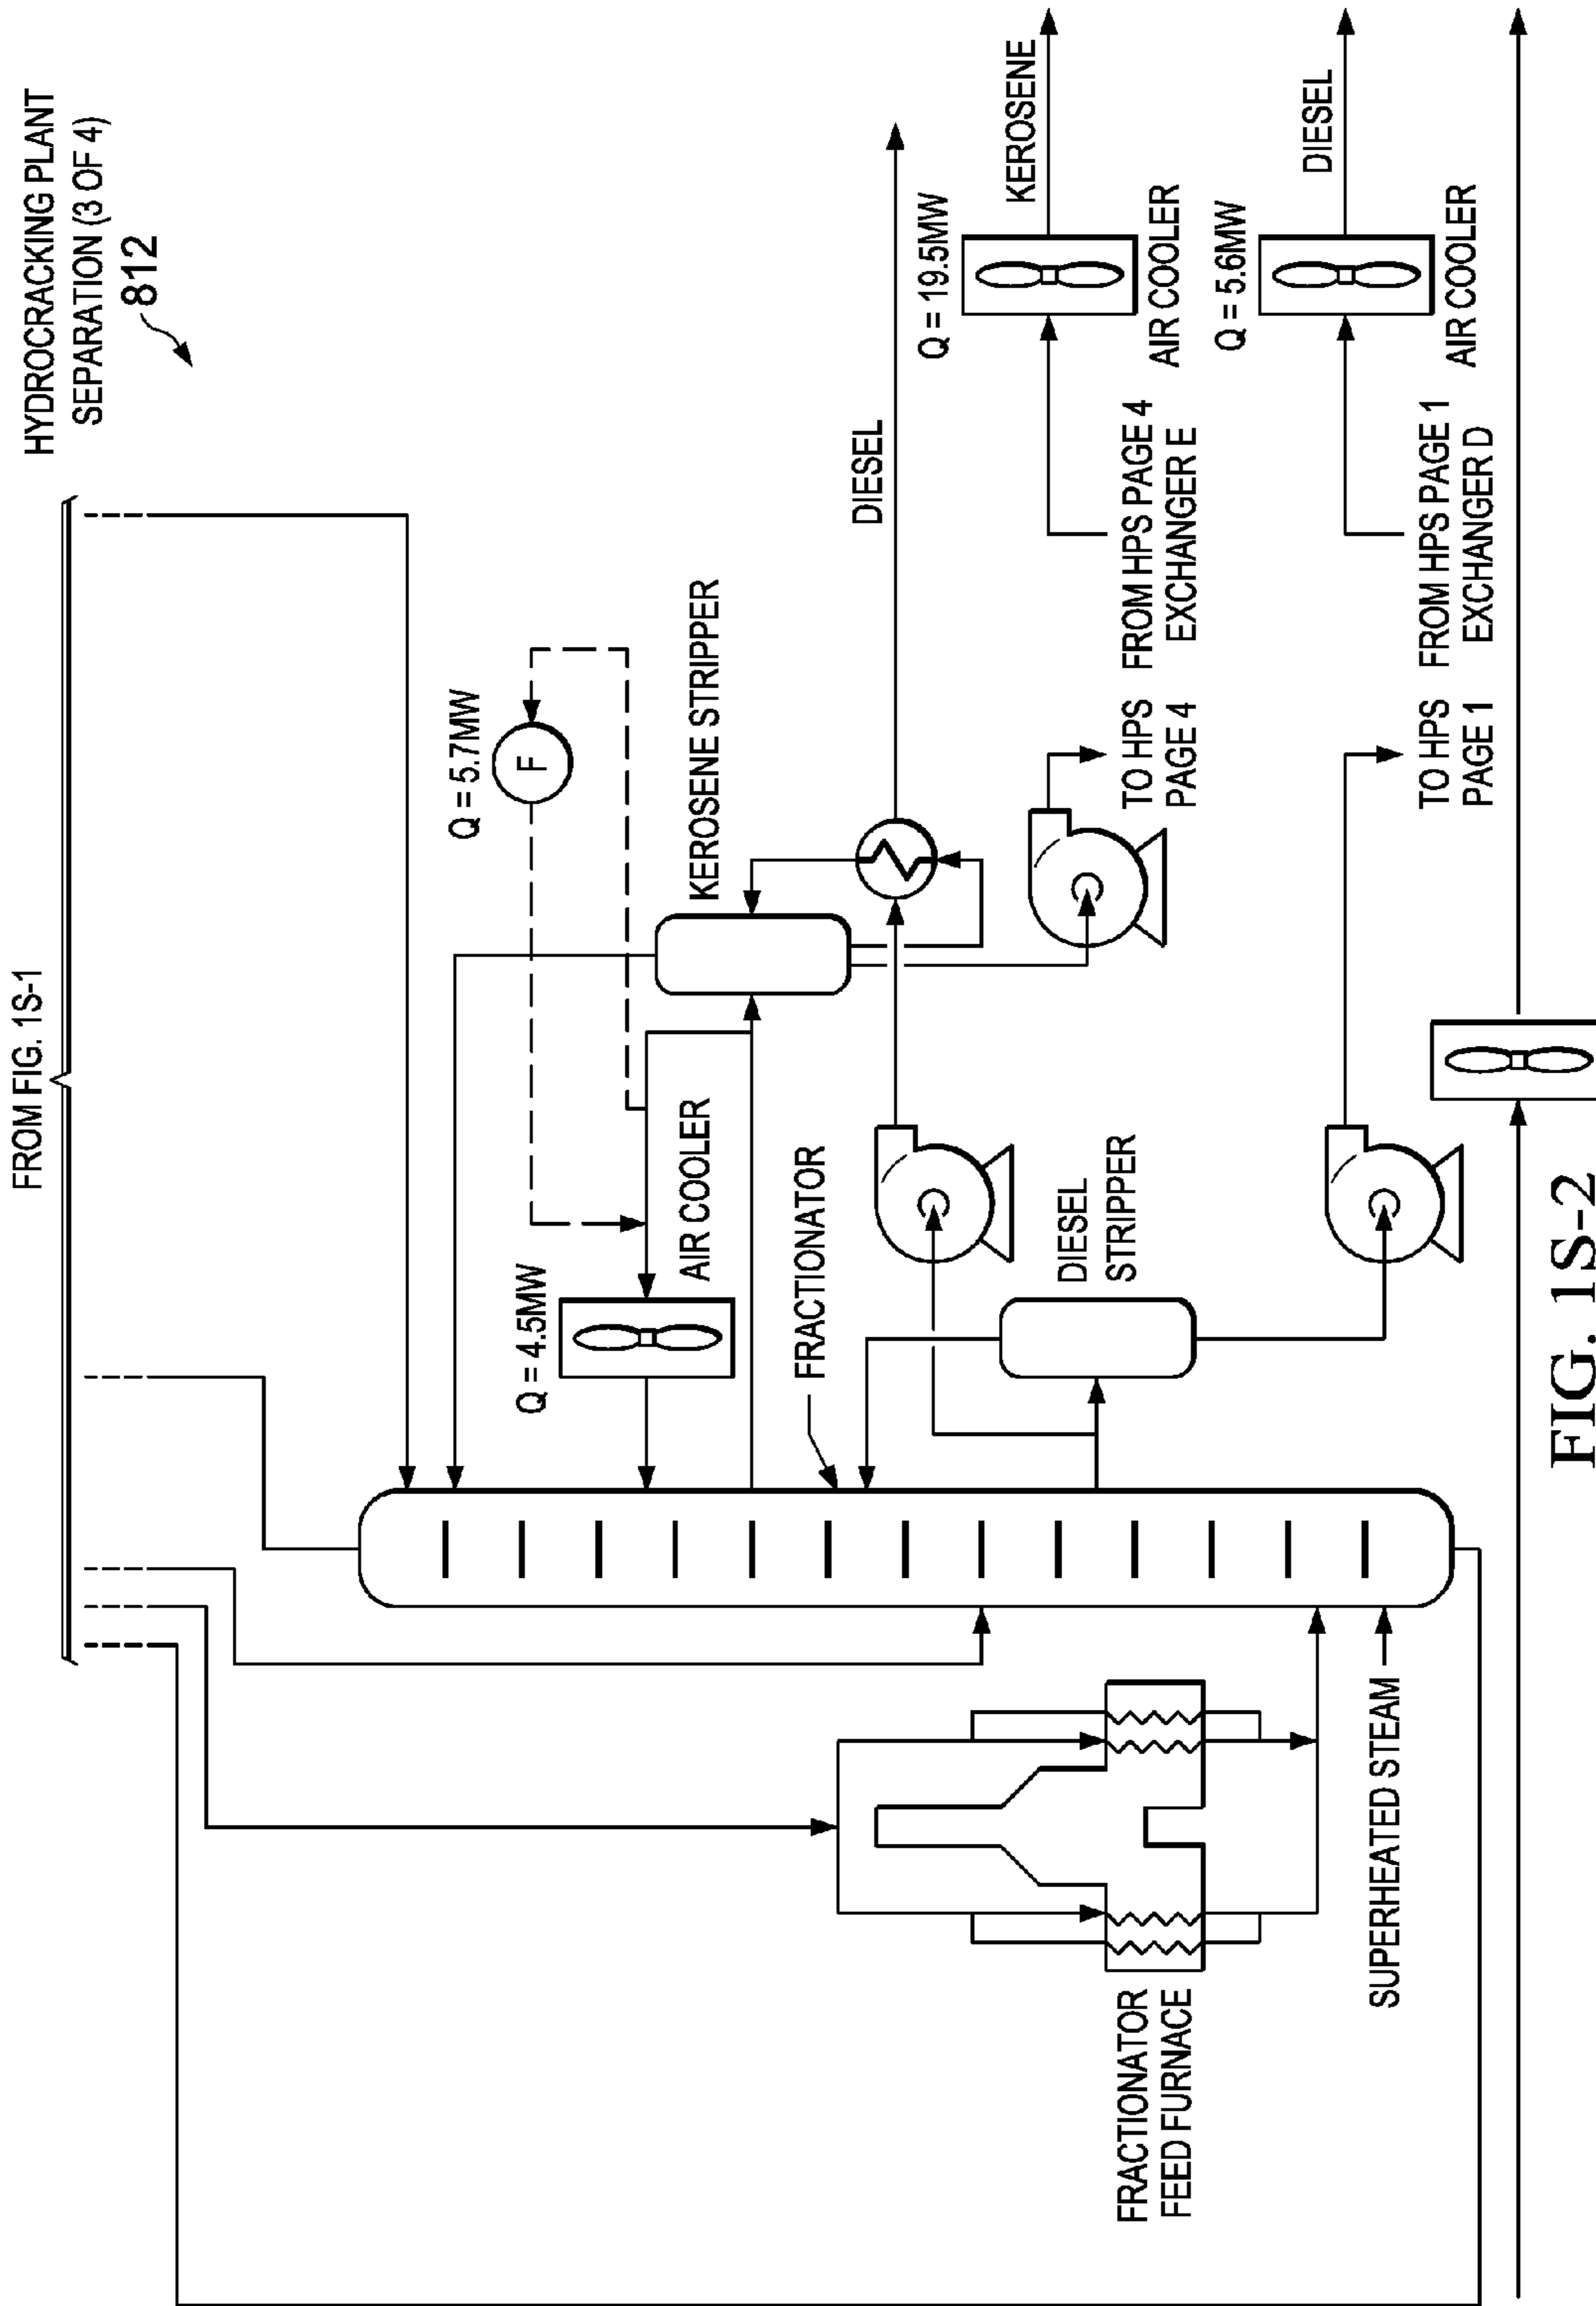 HYDROCRACKING PLANT
SEPARATION (3 OF 4)
812
FROM FIG. 1S-1
Q = 5.7MW
F
KEROSENE STRIPPER
Q = 4.5MW
AIR COOLER
FRACTIONATOR
DIESEL
DIESEL
STRIPPER
Q = 19.5MW
KEROSENE
AIR COOLER
TO HPS
PAGE 4
FROM HPS PAGE 4
EXCHANGER E
Q = 5.6MW
DIESEL
AIR COOLER
TO HPS
PAGE 1
FROM HPS PAGE 1
EXCHANGER D
FRACTIONATOR
FEED FURNACE
SUPERHEATED STEAM
FIG. 1S-2